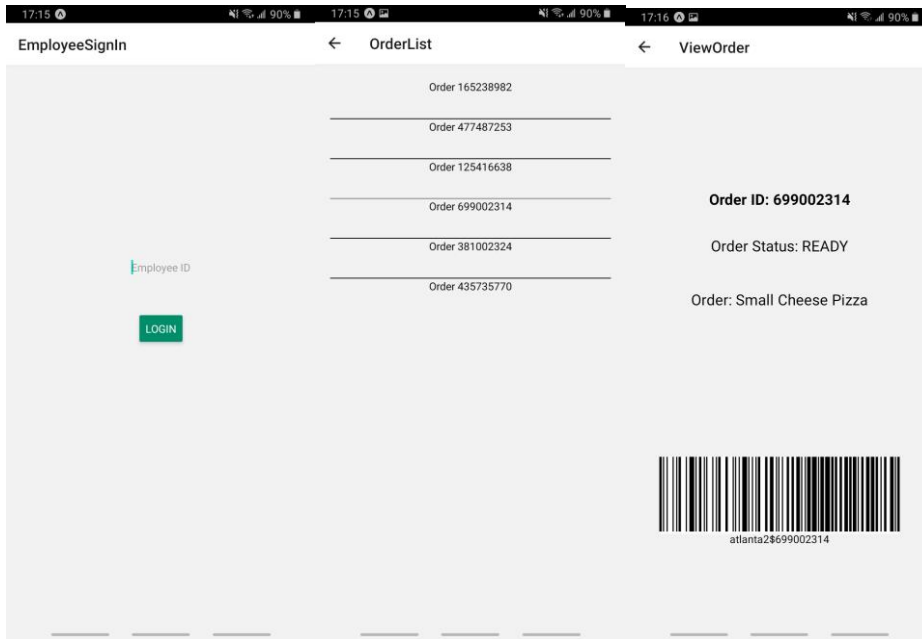 17:15 90%
EmployeeSignIn
Employee ID
LOGIN
17:15 90%
OrderList
Order 165238982
Order 477487253
Order 125416638
Order 699002314
Order 381002324
Order 435735770
17:16 90%
ViewOrder
Order ID: 699002314
Order Status: READY
Order: Small Cheese Pizza
atlanta2$699002314